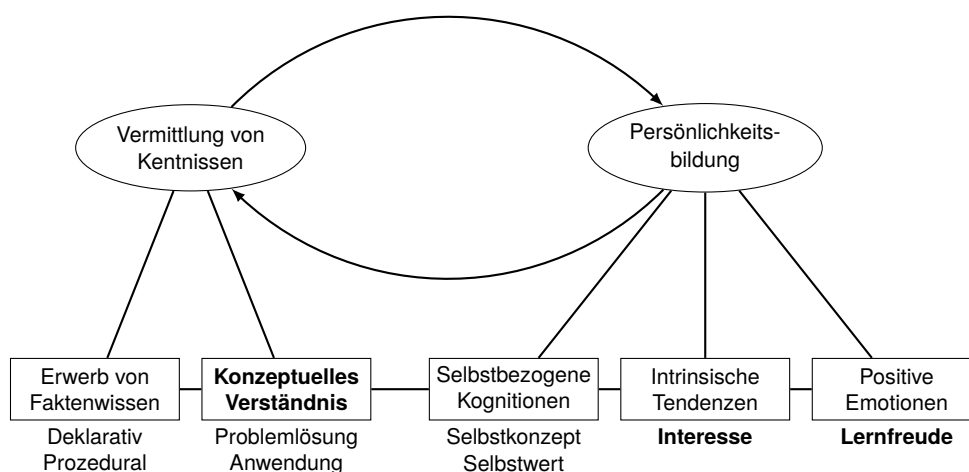 Vermittlung von
Kentnissen
Persönlichkeits-
bildung
Erwerb von
Faktenwissen
Konzeptuelles
Verständnis
Selbstbezogene
Kognitionen
Intrinsische
Tendenzen
Positive
Emotionen
Deklarativ
Prozedural
Problemlösung
Anwendung
Selbstkonzept
Selbstwert
Interesse
Lernfreude